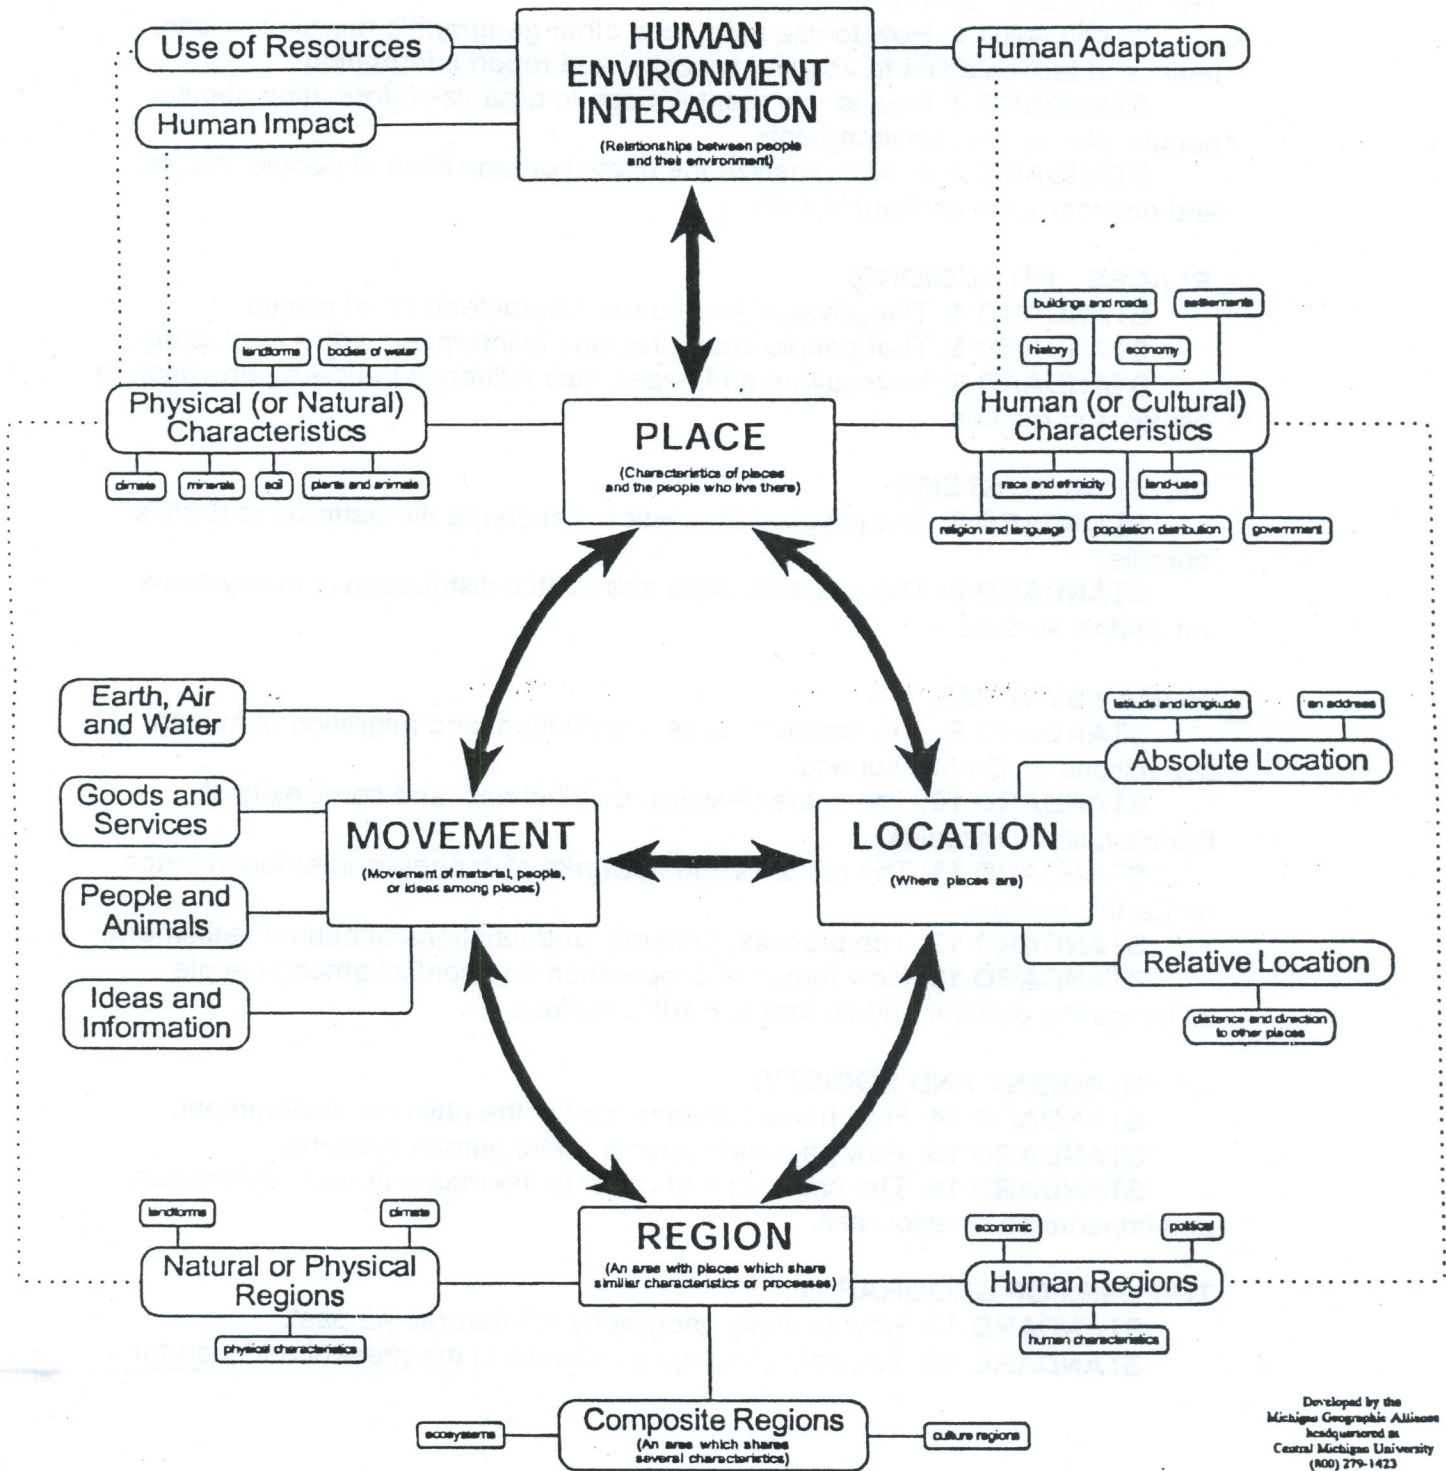 Use of Resources
Human Impact
HUMAN
ENVIRONMENT
INTERACTION
(Relationships between people
and their environment)
Human Adaptation
landforms
bodies of water
Physical (or Natural)
Characteristics
climate
minerals
soil
plants and animals
PLACE
(Characteristics of places
and the people who live there)
buildings and roads
settlements
history
economy
Human (or Cultural)
Characteristics
race and ethnicity
land-use
religion and language
population distribution
government
Earth, Air
and Water
Goods and
Services
People and
Animals
Ideas and
Information
MOVEMENT
(Movement of material, people,
or ideas among places)
LOCATION
(Where places are)
latitude and longitude
an address
Absolute Location
Relative Location
distance and direction
to other places
landforms
climate
Natural or Physical
Regions
physical characteristics
REGION
(An area with places which share
similiar characteristics or processes)
economic
political
Human Regions
human characteristics
ecosystems
Composite Regions
(An area which shares
several characteristics)
culture regions
Developed by the
Michigan Geographic Alliance
headquartered at
Central Michigan University
(800) 279-1423